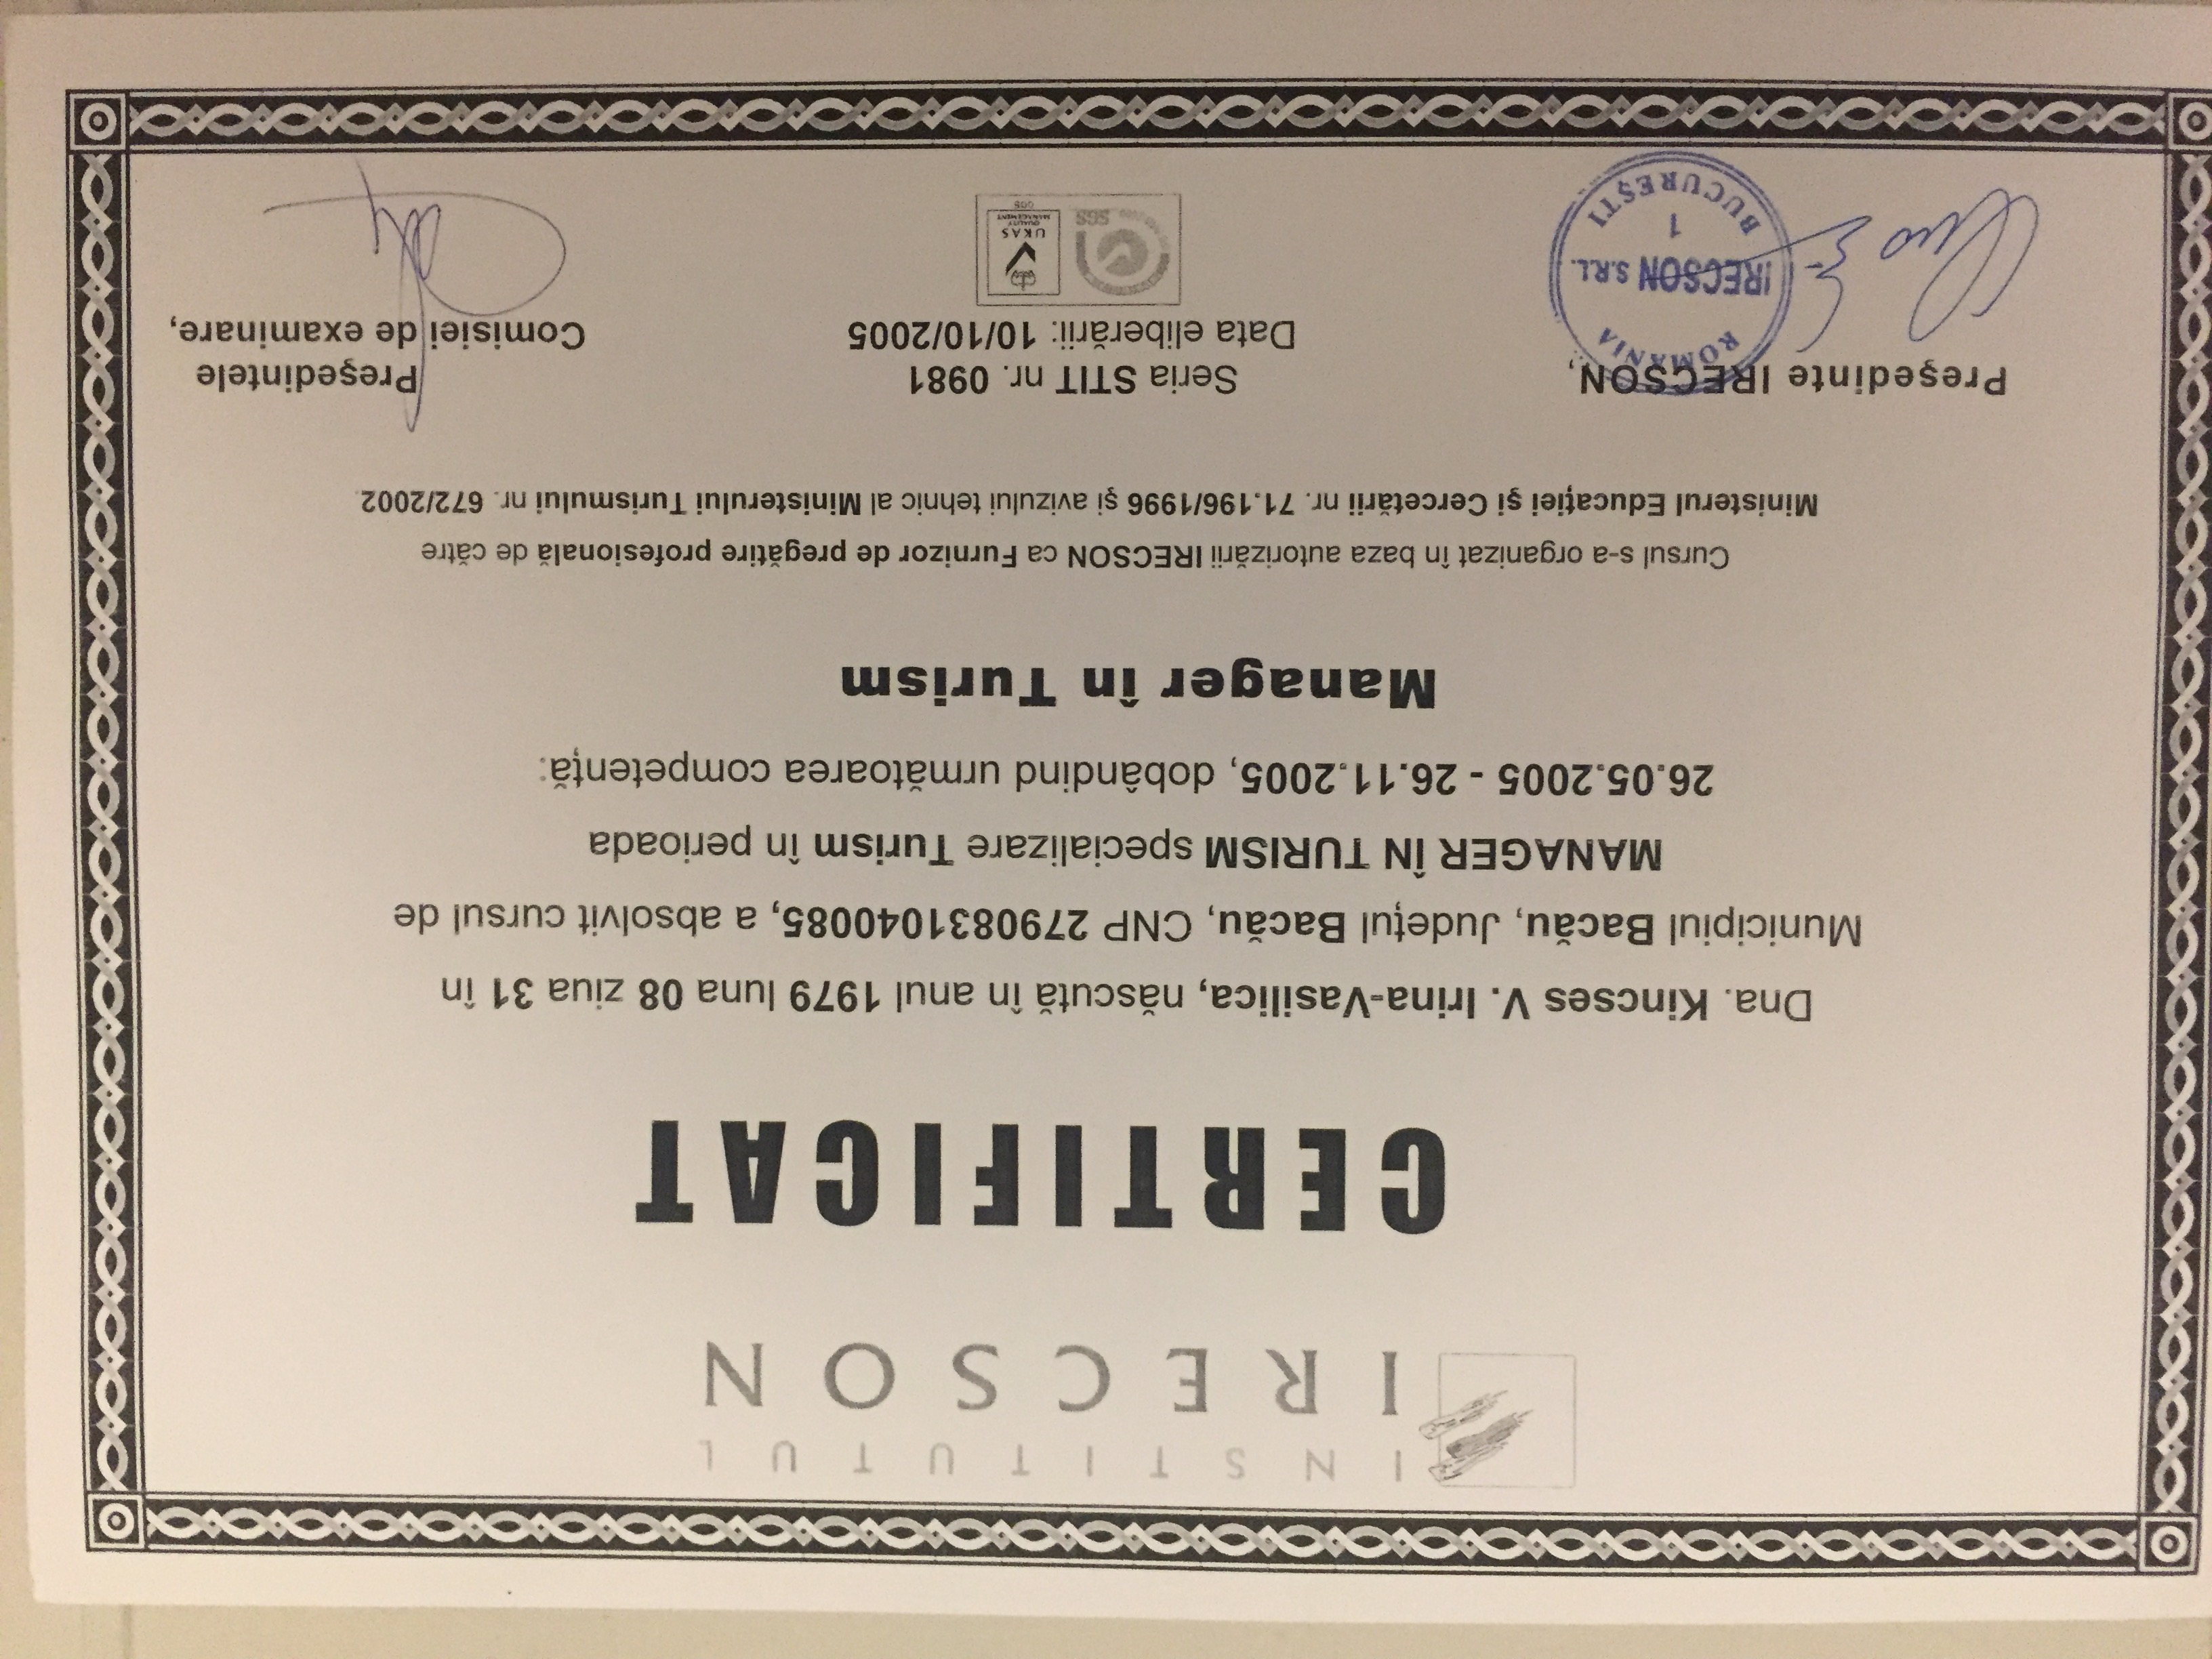 INSTITUTUL
IRECSON
CERTIFICAT
Dna. Kincses V. Irina-Vasilica, născută în anul 1979 luna 08 ziua 31 în
Municipiul Bacău, Judeţul Bacău, CNP 2790831040085, a absolvit cursul de
MANAGER ÎN TURISM specializare Turism în perioada
26.05.2005 - 26.11.2005, dobândind următoarea competenţă:
Manager în Turism
Cursul s-a organizat în baza autorizării IRECSON ca Furnizor de pregătire profesională de către
Ministerul Educaţiei şi Cercetării nr. 71.196/1996 şi avizului tehnic al Ministerului Turismului nr. 672/2002
Preşedinte IRECSON,
ROMANIA
IRECSON S.R.L.
1
BUCUREŞTI
Seria STIT nr. 0981
Data eliberării: 10/10/2005
SGS
UKAS
QUALITY
MANAGEMENT
005
Preşedintele
Comisiei de examinare,